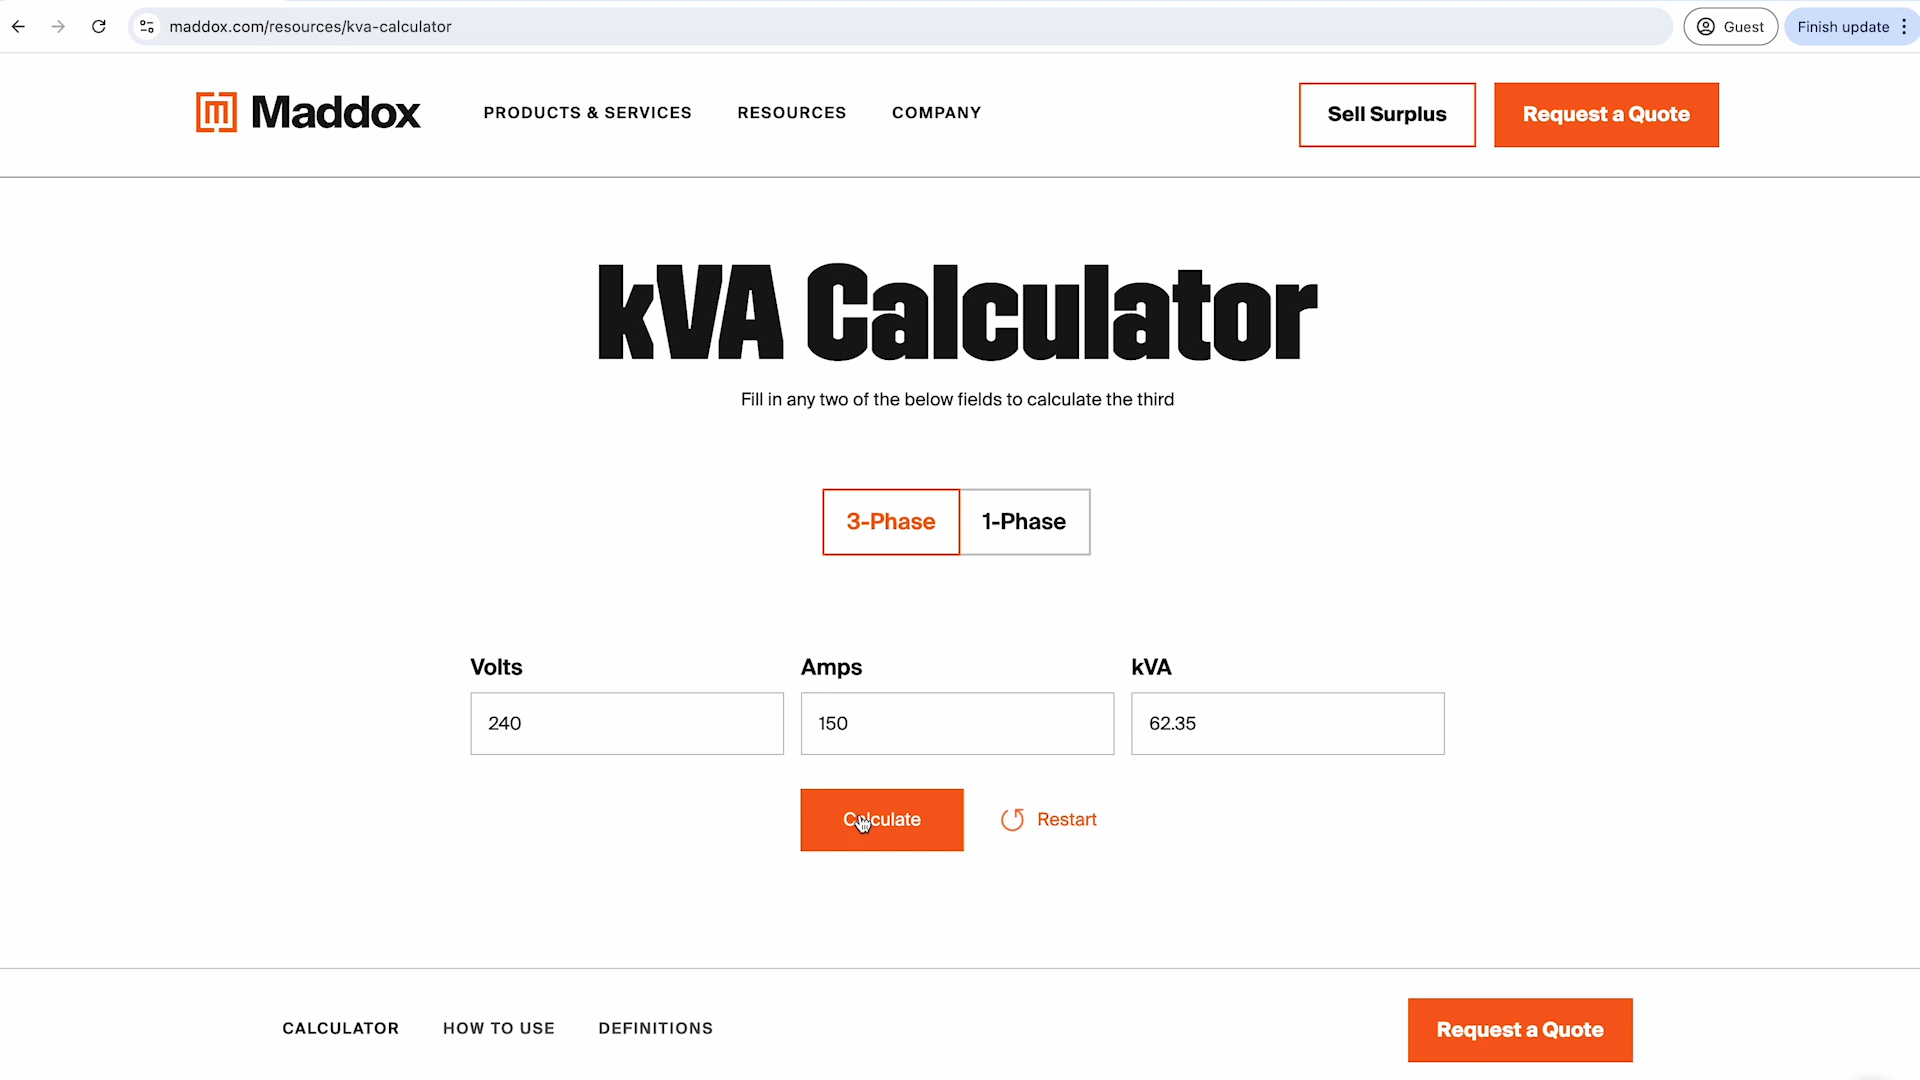 maddox.com/resources/kva-calculator
Guest
Finish update
Maddox
PRODUCTS & SERVICES
RESOURCES
COMPANY
Sell Surplus
Request a Quote
kVA Calculator
Fill in any two of the below fields to calculate the third
3-Phase
1-Phase
Volts
Amps
kVA
240
150
62.35
Calculate
Restart
CALCULATOR
HOW TO USE
DEFINITIONS
Request a Quote